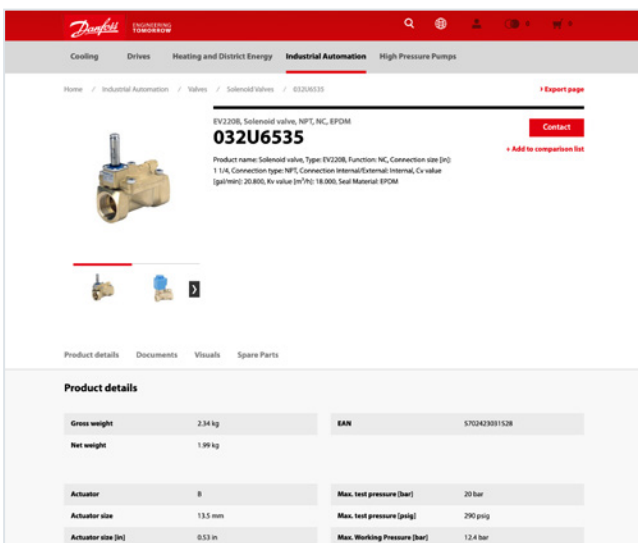 Danfoss
ENGINEERING
TOMORROW
Cooling
Drives
Heating and District Energy
Industrial Automation
High Pressure Pumps
Home / Industrial Automation / Valves / Solenoid Valves / 032U6535
Export page
EV220B, Solenoid valve, NPT, NC, EPDM
032U6535
Contact
+ Add to comparison list
Product name: Solenoid valve, Type: EV220B, Function: NC, Connection size [in]:
1 1/4, Connection type: NPT, Connection Internal/External: Internal, Cv value
[gal/min]: 20.800, Kv value [m³/h]: 18.000, Seal Material: EPDM
Product details
Documents
Visuals
Spare Parts
Product details
Gross weight 2.34 kg EAN 5702423031528
Net weight 1.99 kg
Actuator B Max. test pressure [bar] 20 bar
Actuator size 13.5 mm Max. test pressure [psig] 290 psig
Actuator size [in] 0.53 in Max. Working Pressure [bar] 12.4 bar